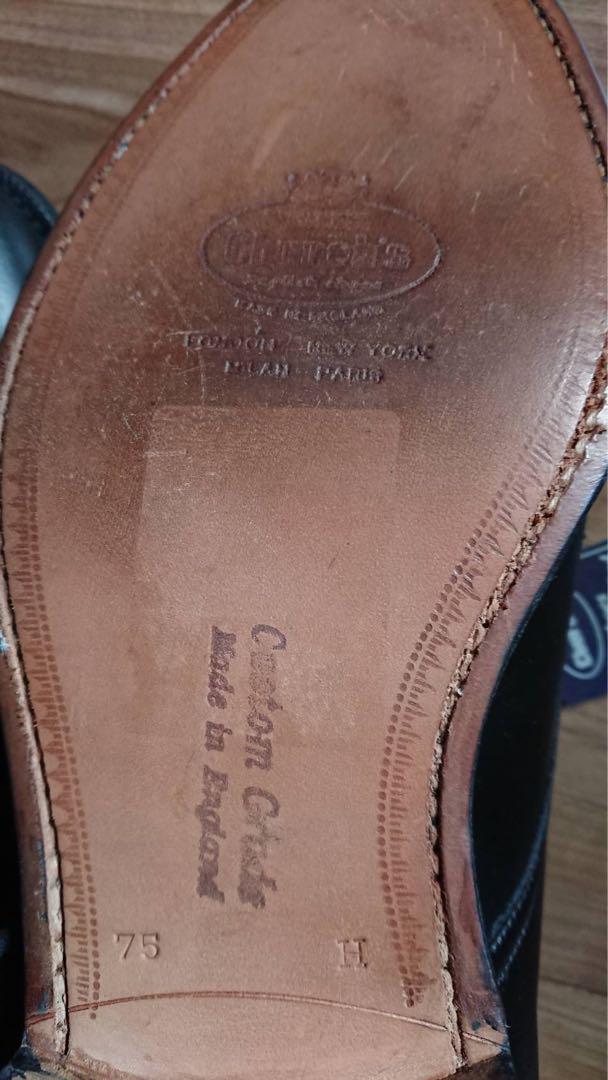 Church's
MADE IN ENGLAND
LONDON NEW YORK
MILAN PARIS
Custom Grade
Made in England
75 H